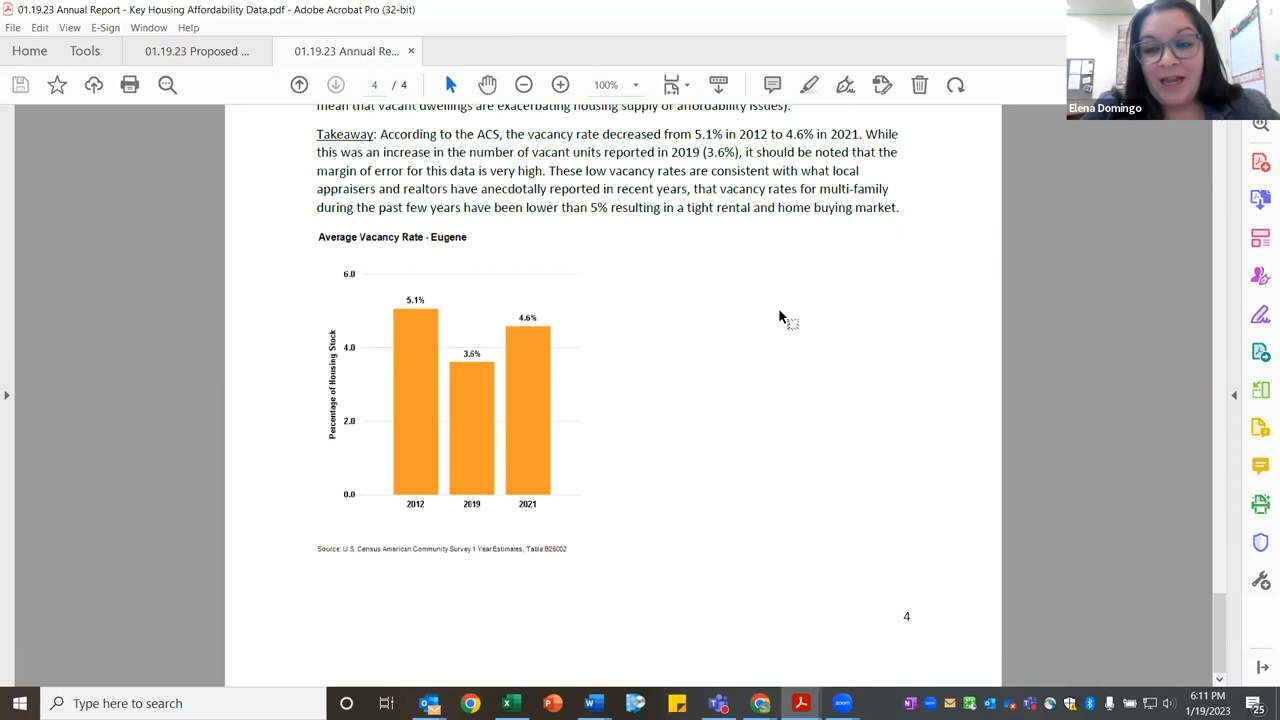 01.19.23 Annual Report - Key Housing Affordability Data.pdf - Adobe Acrobat Pro (32-bit)
File Edit View E-Sign Window Help
Home Tools 01.19.23 Proposed ... 01.19.23 Annual Re... ×
4 / 4 100%
Elena Domingo
mean that vacant dwellings are exacerbating housing supply or affordability issues).
Takeaway: According to the ACS, the vacancy rate decreased from 5.1% in 2012 to 4.6% in 2021. While
this was an increase in the number of vacant units reported in 2019 (3.6%), it should be noted that the
margin of error for this data is very high. These low vacancy rates are consistent with what local
appraisers and realtors have anecdotally reported in recent years, that vacancy rates for multi-family
during the past few years have been lower than 5% resulting in a tight rental and home buying market.
Average Vacancy Rate - Eugene
6.0
5.1%
4.6%
4.0
3.6%
Percentage of Housing Stock
2.0
0.0
2012 2019 2021
Source: U.S. Census American Community Survey 1 Year Estimates, Table B25002
4
Type here to search
zoom
6:11 PM
1/19/2023
25